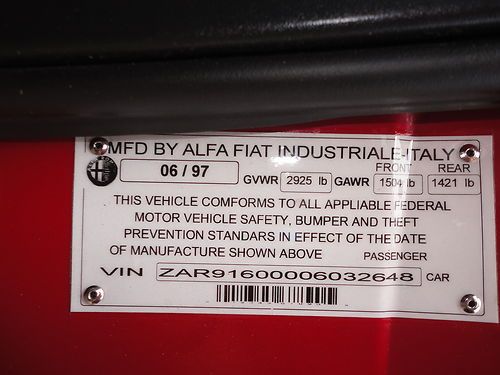 MFD BY ALFA FIAT INDUSTRIALE-ITALY
06 / 97 GVWR 2925 lb GAWR FRONT 1504 lb REAR 1421 lb
THIS VEHICLE COMFORMS TO ALL APPLIABLE FEDERAL
MOTOR VEHICLE SAFETY, BUMPER AND THEFT
PREVENTION STANDARS IN EFFECT OF THE DATE
OF MANUFACTURE SHOWN ABOVE PASSENGER
VIN ZAR91600006032648 CAR